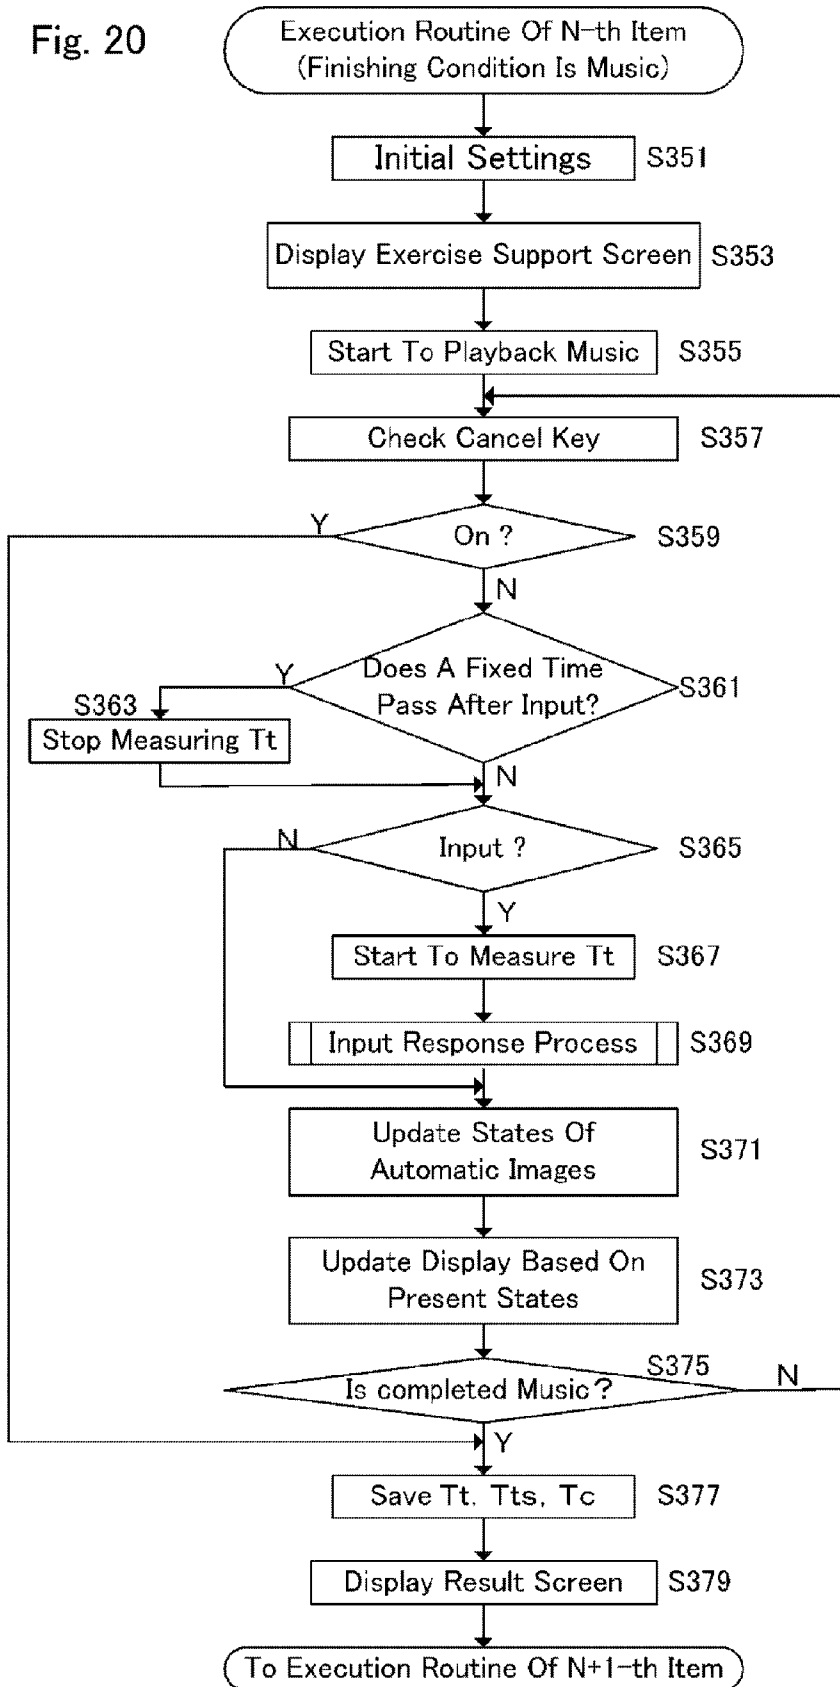 Fig. 20
Execution Routine Of N-th Item
(Finishing Condition Is Music)
Initial Settings
S351
Display Exercise Support Screen
S353
Start To Playback Music
S355
Check Cancel Key
S357
Y
On ?
S359
N
Y
Does A Fixed Time
Pass After Input?
S361
S363
Stop Measuring Tt
N
N
Input ?
S365
Y
Start To Measure Tt
S367
Input Response Process
S369
Update States Of
Automatic Images
S371
Update Display Based On
Present States
S373
S375
Is completed Music?
N
Y
Save Tt, Tts, Tc
S377
Display Result Screen
S379
To Execution Routine Of N+1-th Item